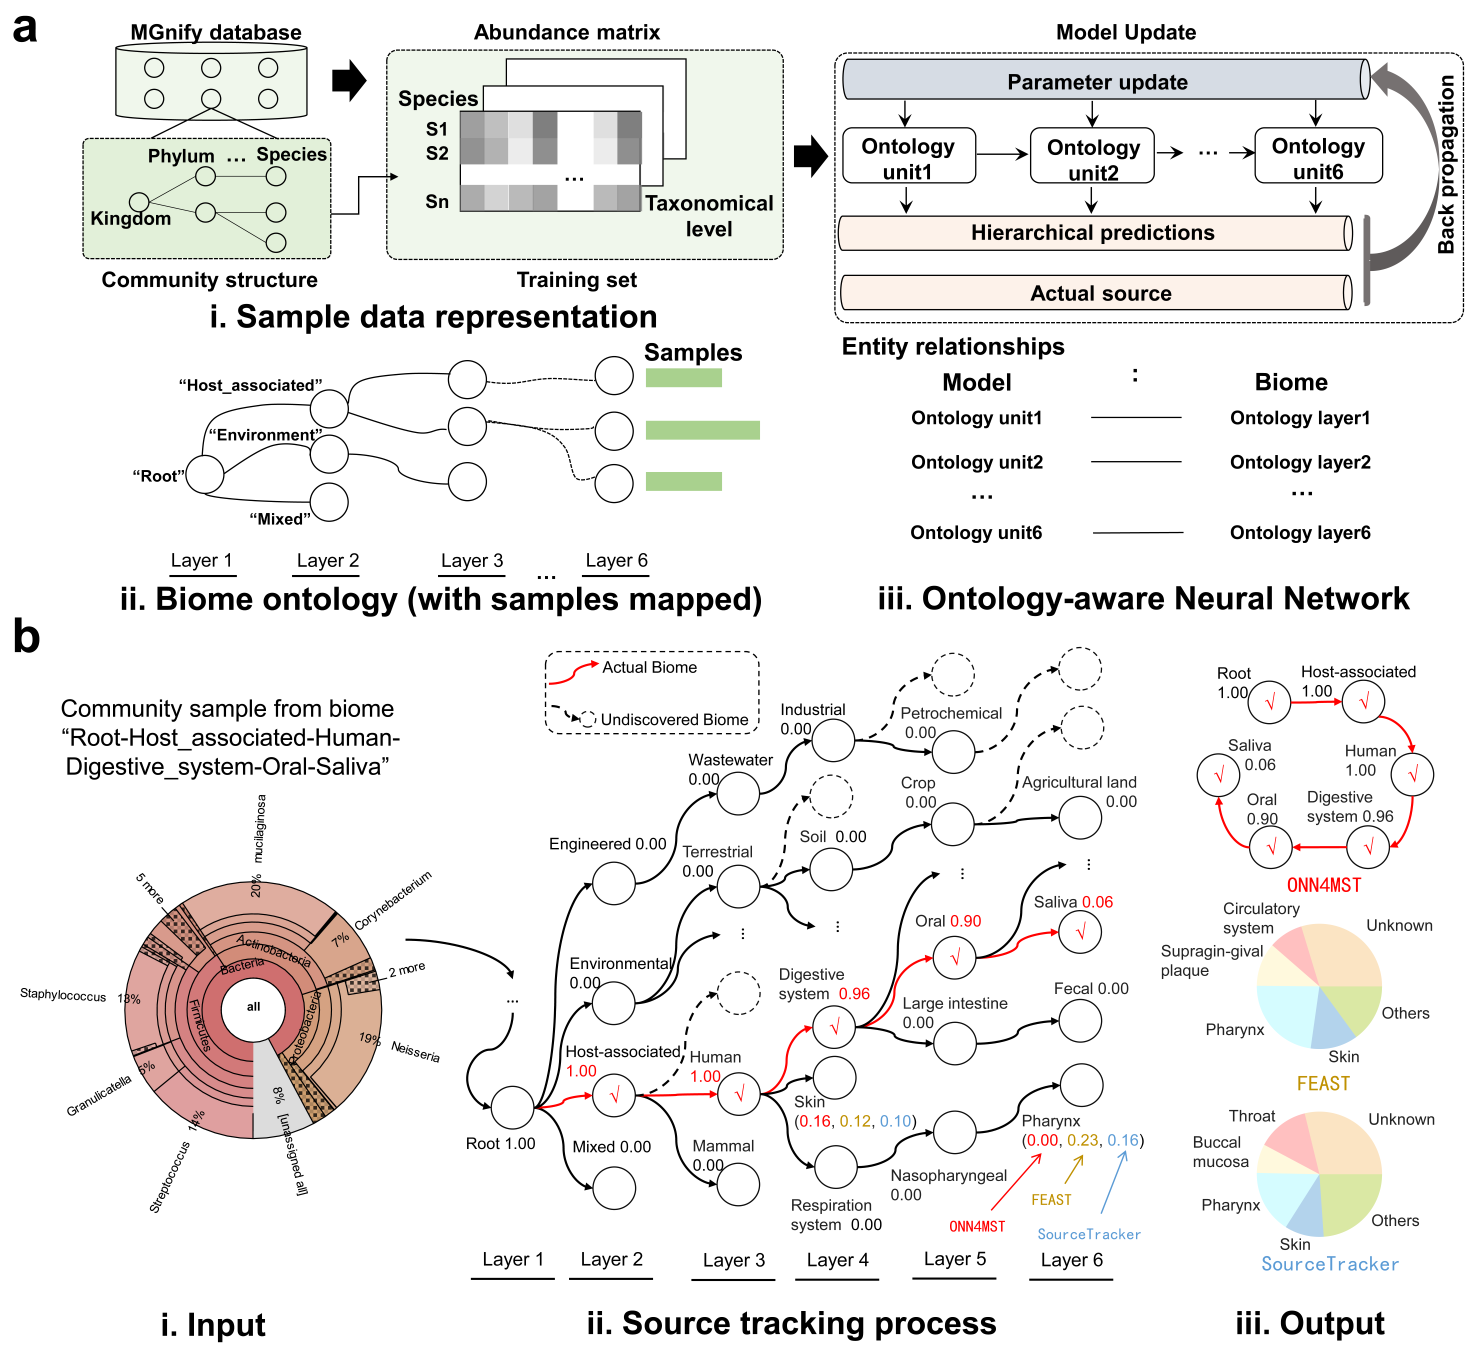 a
MGnify database
Abundance matrix
Model Update
Species
S1
S2
Sn
...
Taxonomical
level
Phylum ... Species
Kingdom
Community structure
Training set
i. Sample data representation
Parameter update
Ontology
unit1
Ontology
unit2
...
Ontology
unit6
Hierarchical predictions
Actual source
Back propagation
Samples
“Host_associated”
“Environment”
“Root”
“Mixed”
Layer 1
Layer 2
Layer 3
...
Layer 6
ii. Biome ontology (with samples mapped)
Entity relationships
Model : Biome
Ontology unit1 Ontology layer1
Ontology unit2 Ontology layer2
... ...
Ontology unit6 Ontology layer6
iii. Ontology-aware Neural Network
b
Community sample from biome
“Root-Host_associated-Human-
Digestive_system-Oral-Saliva”
20% mucilaginosa
5 more
7% Corynebacterium
2 more
19% Neisseria
8% [unassigned all]
14% Streptococcus
5% Granulicatella
13% Staphylococcus
Actinobacteria
Bacteria
Firmicutes
Proteobacteria
all
i. Input
Actual Biome
Undiscovered Biome
...
Root 1.00
Engineered 0.00
Environmental
0.00
Host-associated
1.00
Mixed 0.00
Wastewater
0.00
Terrestrial
0.00
...
Human
1.00
Mammal
0.00
Industrial
0.00
Soil 0.00
...
Digestive
system 0.96
Skin
(0.16, 0.12, 0.10)
Respiration
system 0.00
Petrochemical
0.00
Crop
0.00
...
Oral 0.90
Large intestine
0.00
Nasopharyngeal
0.00
Agricultural land
0.00
...
Saliva 0.06
Fecal 0.00
Pharynx
(0.00, 0.23, 0.16)
ONN4MST
FEAST
SourceTracker
Layer 1
Layer 2
Layer 3
Layer 4
Layer 5
Layer 6
ii. Source tracking process
Root
1.00
Host-associated
1.00
Human
1.00
Digestive
system 0.96
Oral
0.90
Saliva
0.06
ONN4MST
Circulatory
system
Unknown
Supragin-gival
plaque
Pharynx
Skin
Others
FEAST
Throat
Unknown
Buccal
mucosa
Pharynx
Skin
Others
SourceTracker
iii. Output